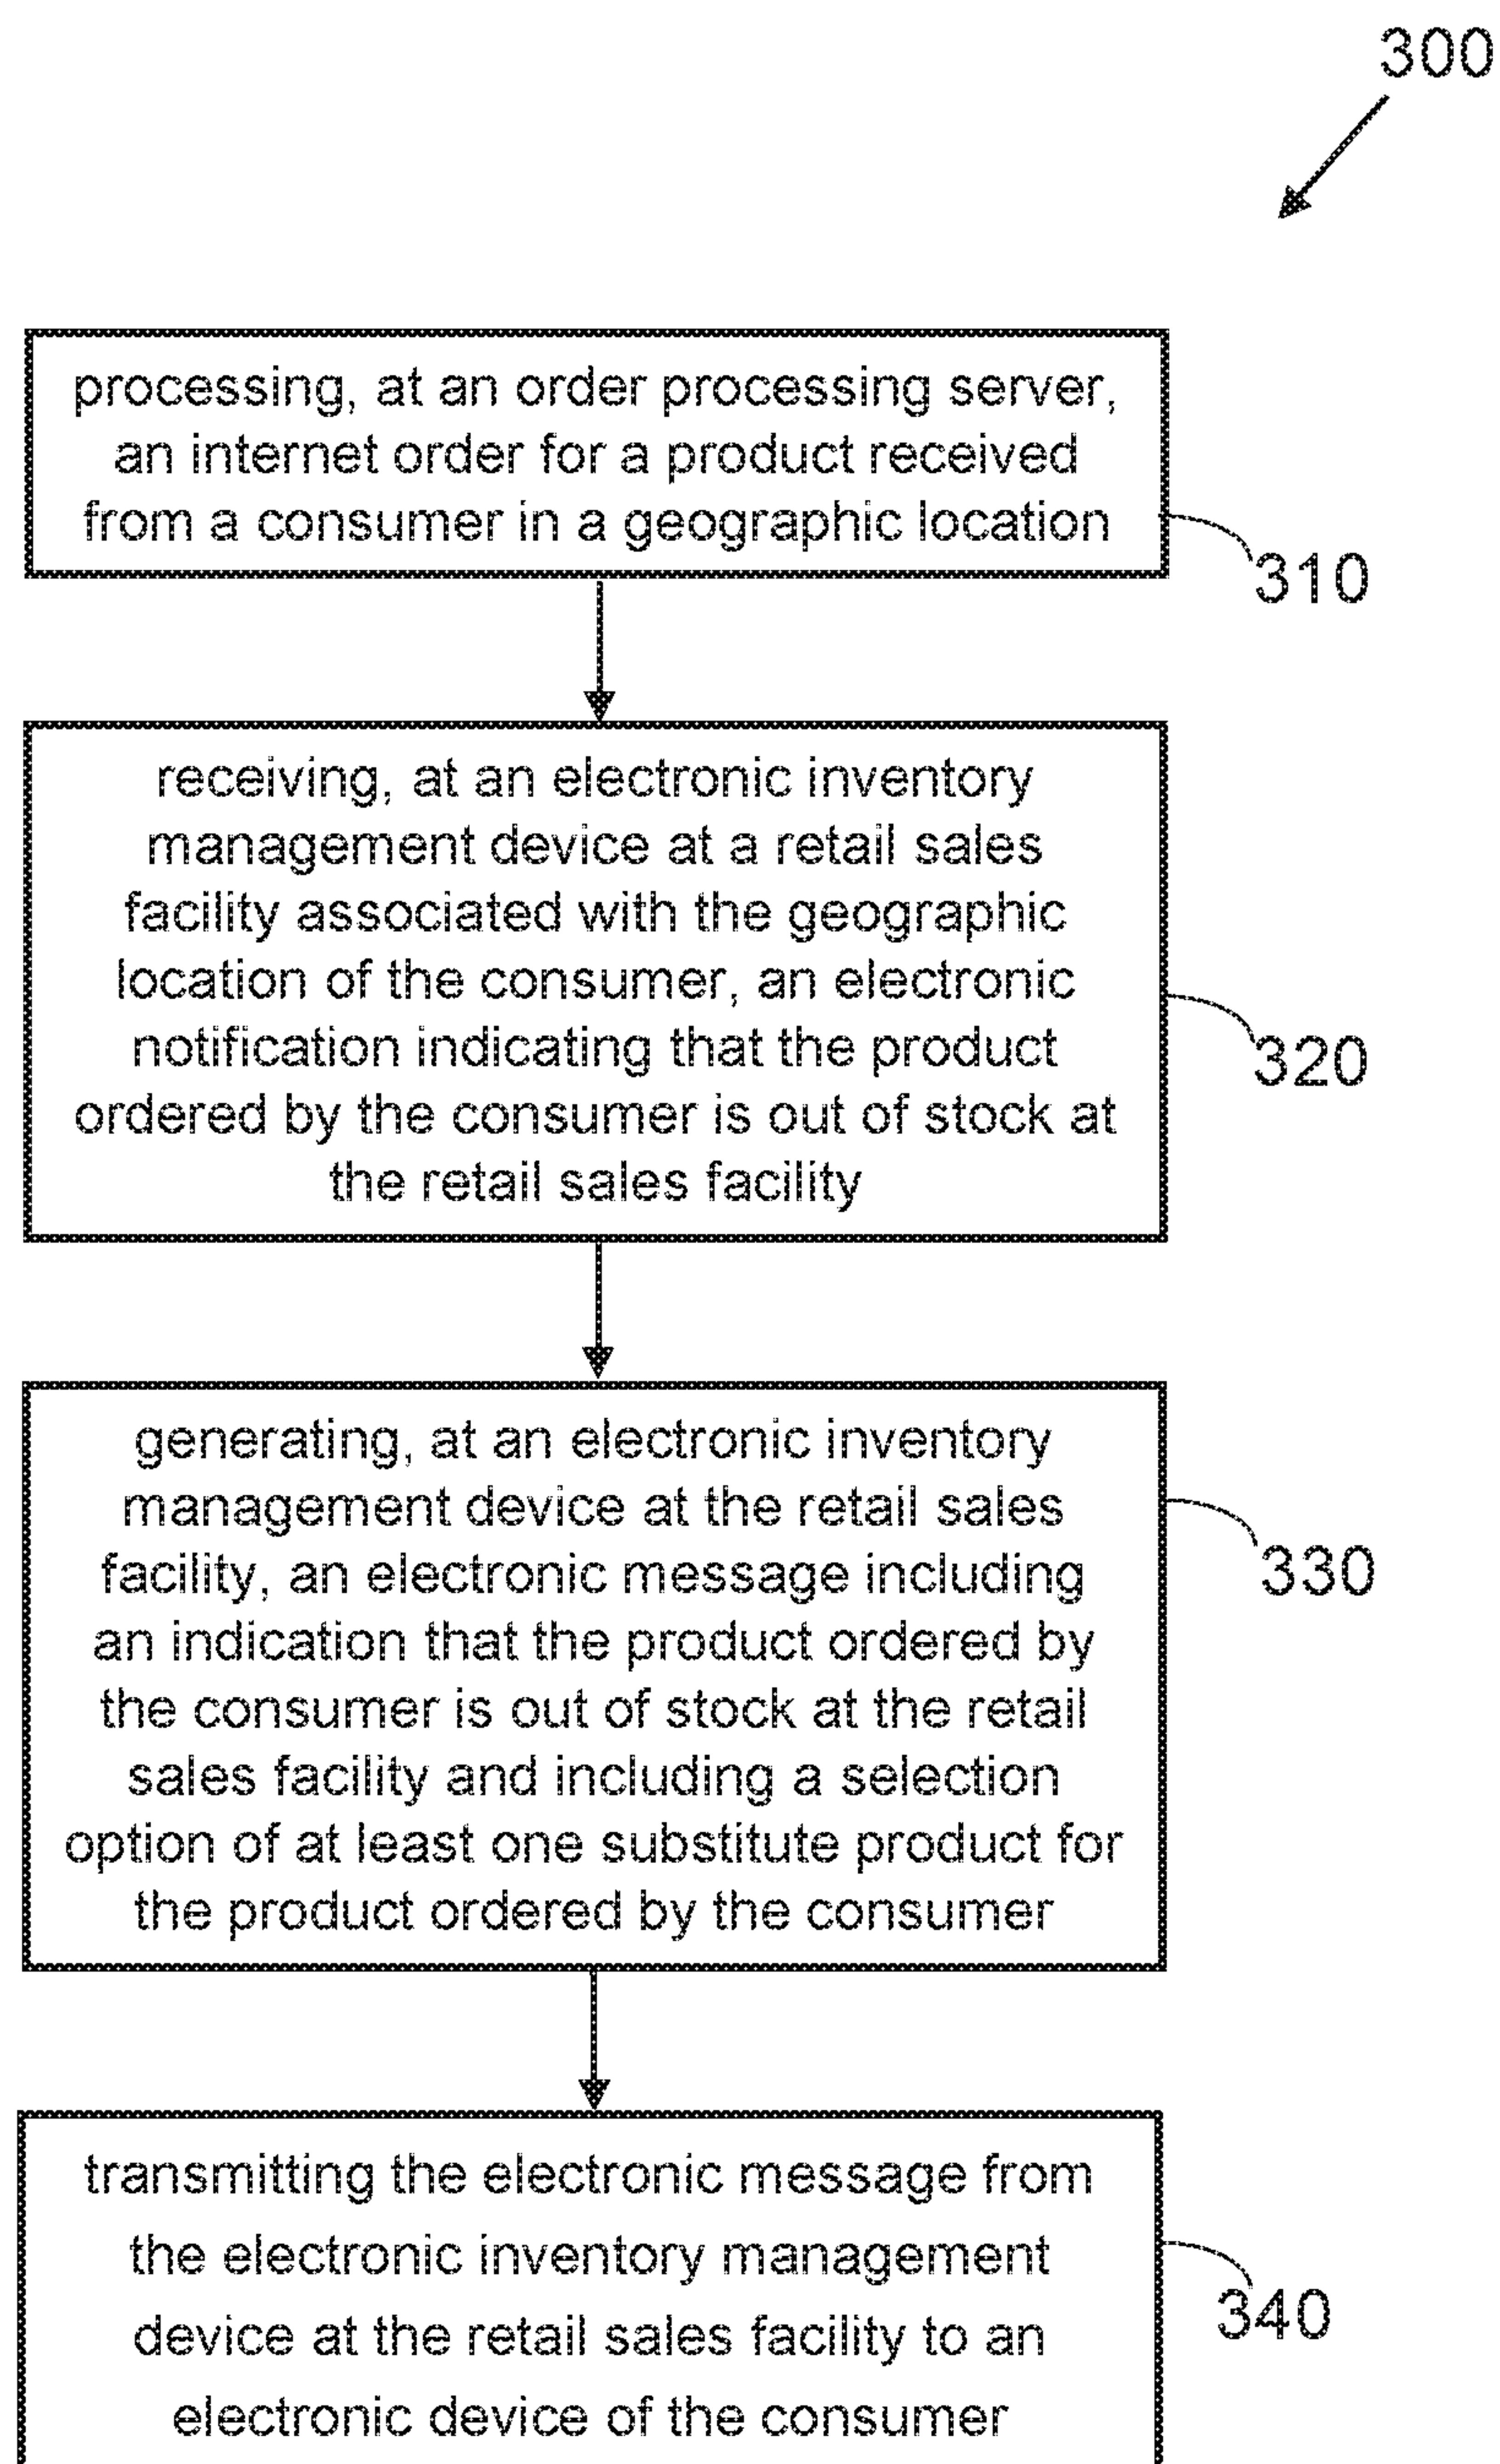 300
processing, at an order processing server,
an internet order for a product received
from a consumer in a geographic location
310
receiving, at an electronic inventory
management device at a retail sales
facility associated with the geographic
location of the consumer, an electronic
notification indicating that the product
ordered by the consumer is out of stock at
the retail sales facility
320
generating, at an electronic inventory
management device at the retail sales
facility, an electronic message including
an indication that the product ordered by
the consumer is out of stock at the retail
sales facility and including a selection
option of at least one substitute product for
the product ordered by the consumer
330
transmitting the electronic message from
the electronic inventory management
device at the retail sales facility to an
electronic device of the consumer
340